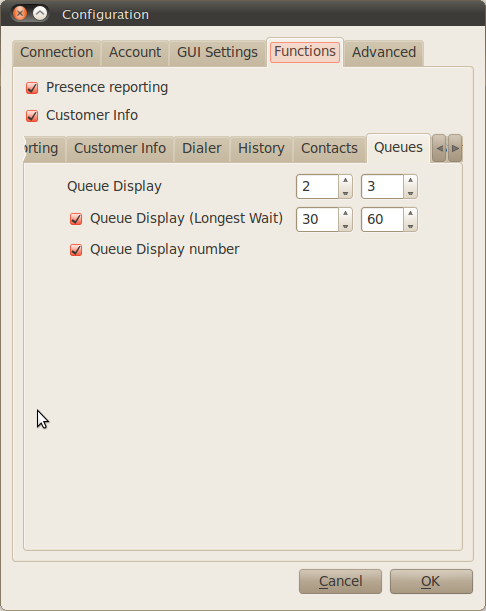 Configuration
Connection Account GUI Settings Functions Advanced
Presence reporting
Customer Info
orting Customer Info Dialer History Contacts Queues
Queue Display 2 3
Queue Display (Longest Wait) 30 60
Queue Display number
Cancel OK